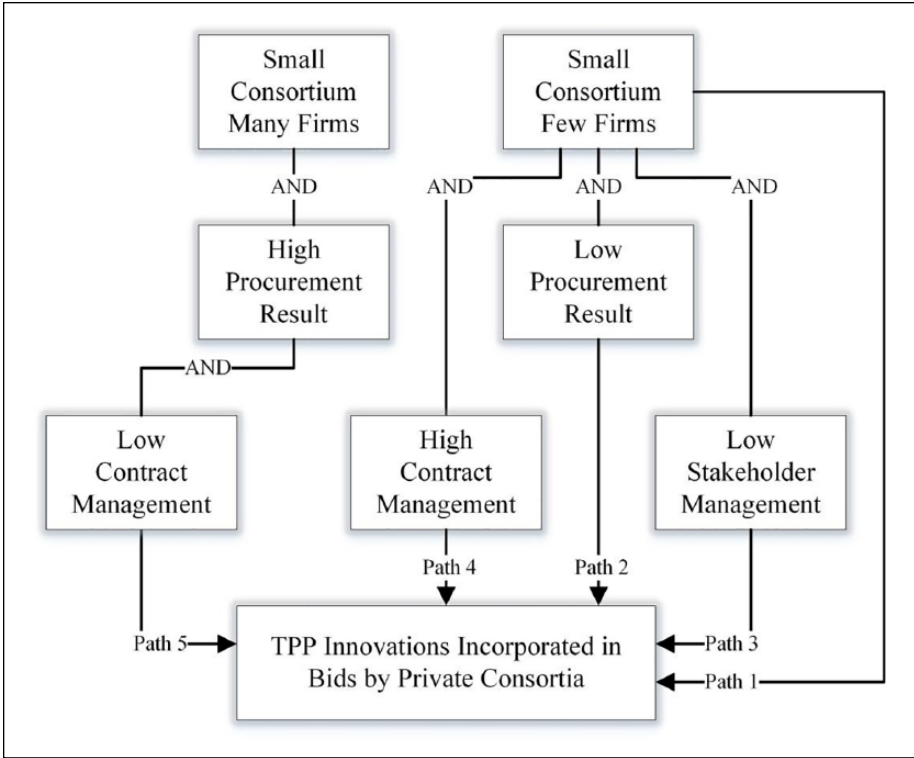 Small
Consortium
Many Firms
Small
Consortium
Few Firms
AND
AND
AND
AND
High
Procurement
Result
Low
Procurement
Result
AND
Low
Contract
Management
High
Contract
Management
Low
Stakeholder
Management
Path 4
Path 2
Path 5
Path 3
TPP Innovations Incorporated in
Bids by Private Consortia
Path 1